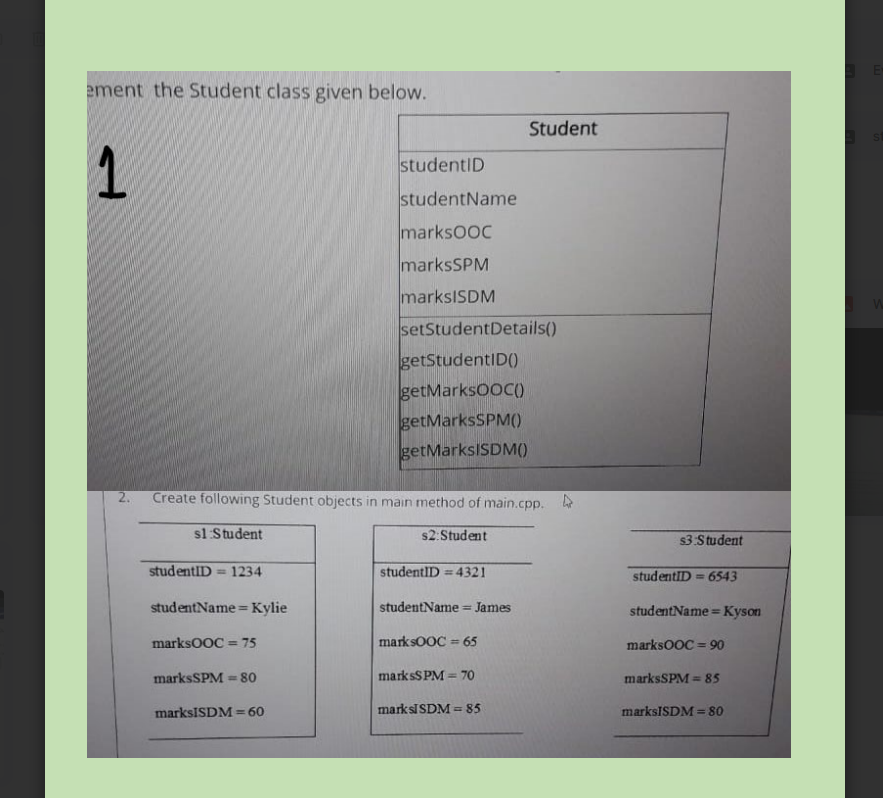 ement the Student class given below.
1
Student
studentID
studentName
marksOOC
marksSPM
marksISDM
setStudentDetails()
getStudentID()
getMarksOOC()
getMarksSPM()
getMarksISDM()
2. Create following Student objects in main method of main.cpp.
s1:Student
studentID = 1234
studentName = Kylie
marksOOC = 75
marksSPM = 80
marksISDM = 60
s2:Student
studentID = 4321
studentName = James
marksOOC = 65
marksSPM = 70
marksISDM = 85
s3:Student
studentID = 6543
studentName = Kyson
marksOOC = 90
marksSPM = 85
marksISDM = 80